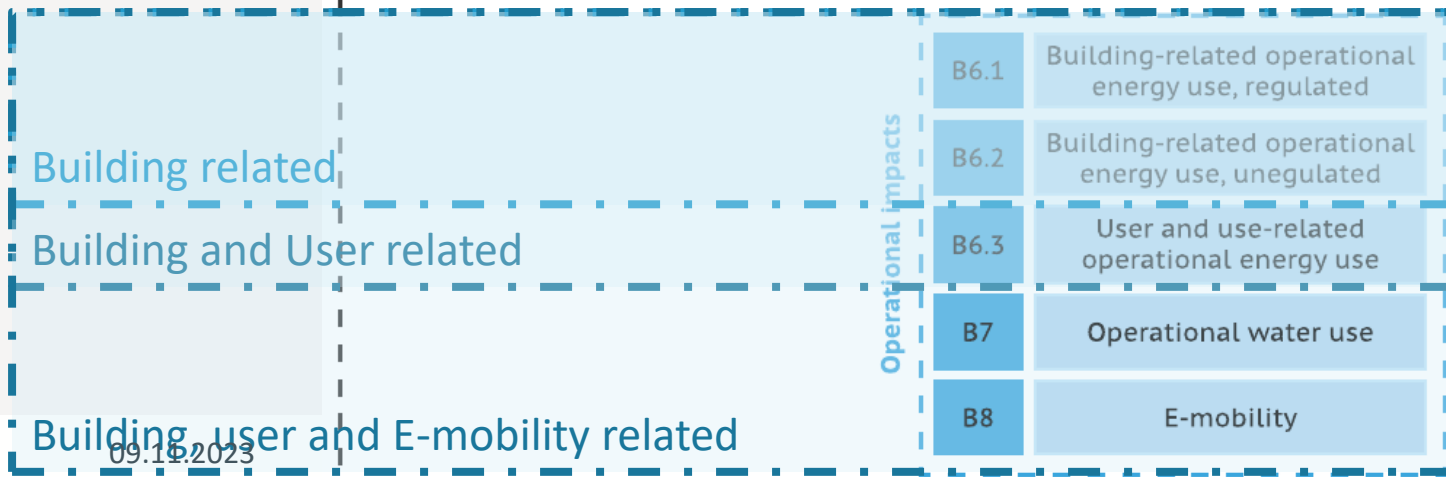 B6.1
Building-related operational
energy use, regulated
B6.2
Building-related operational
energy use, unegulated
Building related
Operational impacts
Building and User related
B6.3
User and use-related
operational energy use
B7
Operational water use
B8
E-mobility
Building, user and E-mobility related
09.11.2023